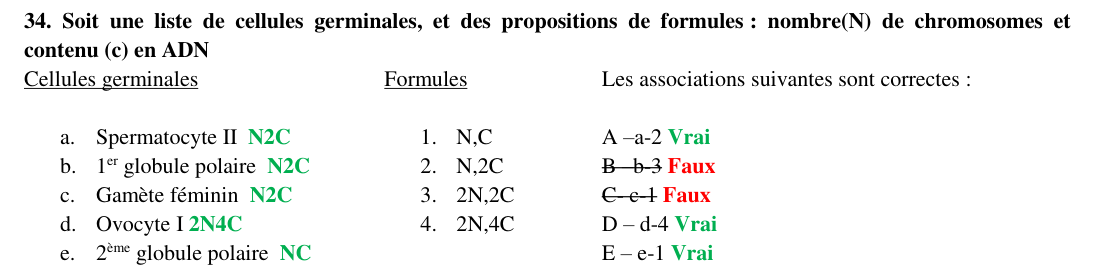 34. Soit une liste de cellules germinales, et des propositions de formules : nombre(N) de chromosomes et
contenu (c) en ADN
Cellules germinales Formules Les associations suivantes sont correctes :
a. Spermatocyte II N2C 1. N,C A –a-2 Vrai
b. 1er globule polaire N2C 2. N,2C B –b-3 Faux
c. Gamète féminin N2C 3. 2N,2C C- c-1 Faux
d. Ovocyte I 2N4C 4. 2N,4C D – d-4 Vrai
e. 2ème globule polaire NC E – e-1 Vrai